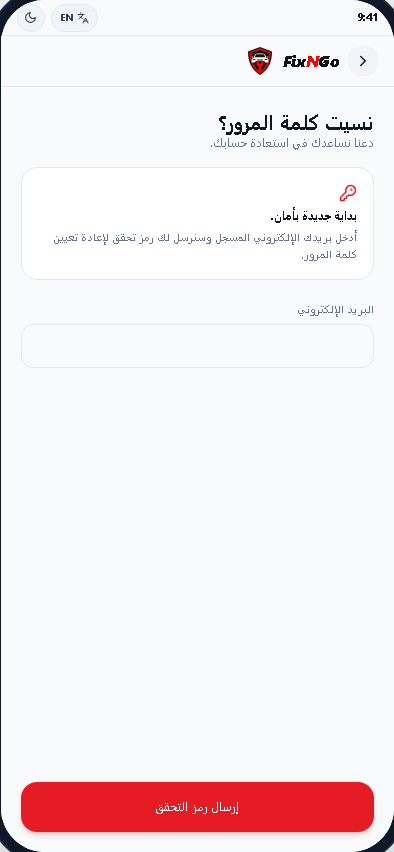 9:41
EN
FixNGo
نسيت كلمة المرور؟
دعنا نساعدك في استعادة حسابك.
بداية جديدة بأمان.
أدخل بريدك الإلكتروني المسجل وسنرسل لك رمز تحقق لإعادة تعيين
كلمة المرور.
البريد الإلكتروني
إرسال رمز التحقق